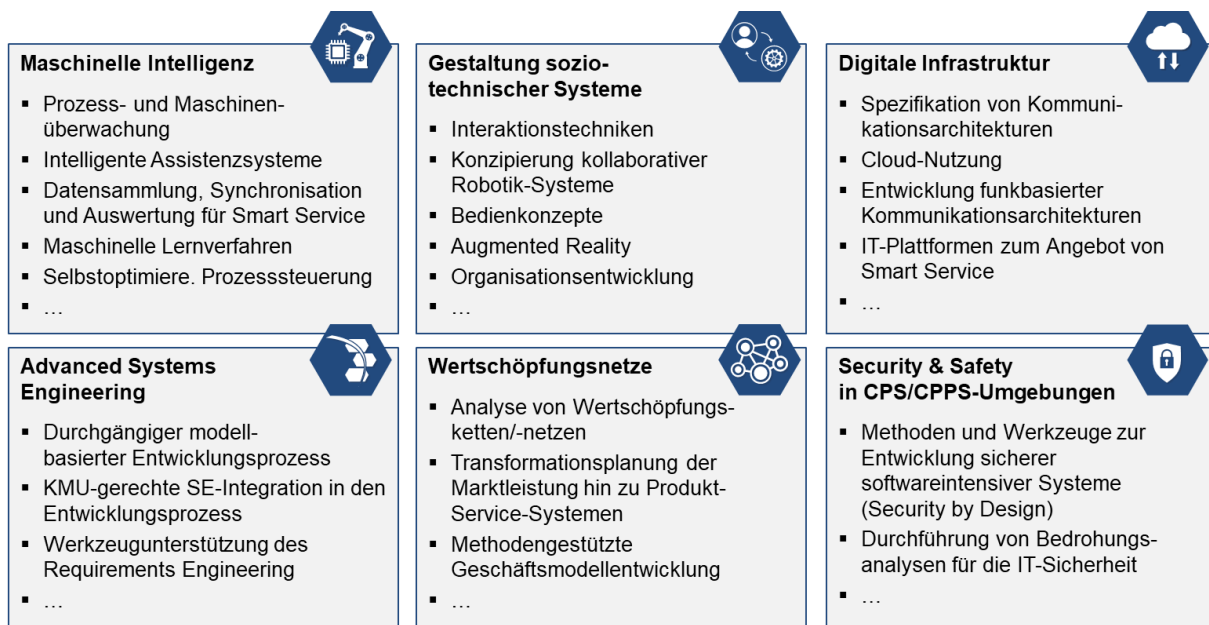 Maschinelle Intelligenz
▪ Prozess- und Maschinen-
überwachung
▪ Intelligente Assistenzsysteme
▪ Datensammlung, Synchronisation
und Auswertung für Smart Service
▪ Maschinelle Lernverfahren
▪ Selbstoptimiere. Prozesssteuerung
▪ …
Gestaltung sozio-
technischer Systeme
▪ Interaktionstechniken
▪ Konzipierung kollaborativer
Robotik-Systeme
▪ Bedienkonzepte
▪ Augmented Reality
▪ Organisationsentwicklung
▪ …
Digitale Infrastruktur
▪ Spezifikation von Kommuni-
kationsarchitekturen
▪ Cloud-Nutzung
▪ Entwicklung funkbasierter
Kommunikationsarchitekturen
▪ IT-Plattformen zum Angebot von
Smart Service
▪ …
Advanced Systems
Engineering
▪ Durchgängiger modell-
basierter Entwicklungsprozess
▪ KMU-gerechte SE-Integration in den
Entwicklungsprozess
▪ Werkzeugunterstützung des
Requirements Engineering
▪ …
Wertschöpfungsnetze
▪ Analyse von Wertschöpfungs-
ketten/-netzen
▪ Transformationsplanung der
Marktleistung hin zu Produkt-
Service-Systemen
▪ Methodengestützte
Geschäftsmodellentwicklung
▪ …
Security & Safety
in CPS/CPPS-Umgebungen
▪ Methoden und Werkzeuge zur
Entwicklung sicherer
softwareintensiver Systeme
(Security by Design)
▪ Durchführung von Bedrohungs-
analysen für die IT-Sicherheit
▪ …